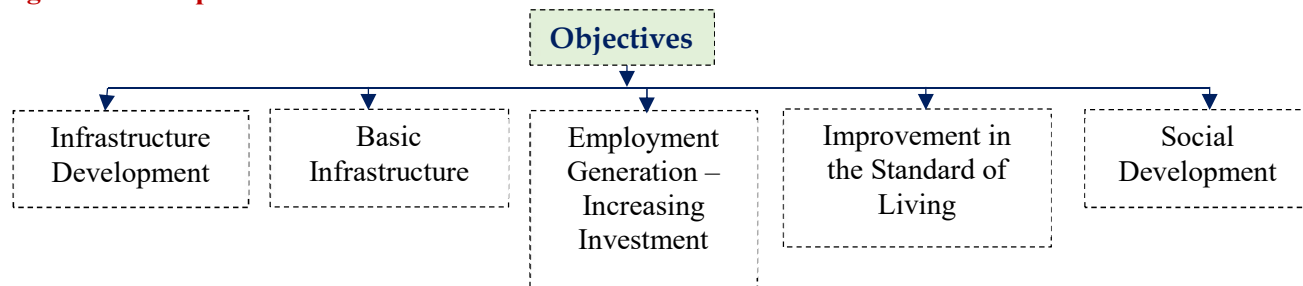 Objectives
Infrastructure
Development
Basic
Infrastructure
Employment
Generation –
Increasing
Investment
Improvement in
the Standard of
Living
Social
Development